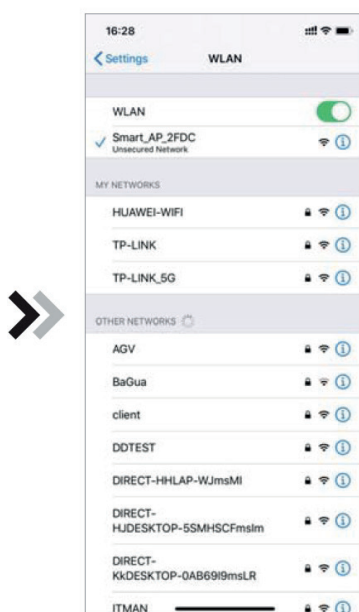 16:28
Settings
WLAN
WLAN
Smart_AP_2FDC
Unsecured Network
MY NETWORKS
HUAWEI-WIFI
TP-LINK
TP-LINK_5G
OTHER NETWORKS
AGV
BaGua
client
DDTEST
DIRECT-HHLAP-WJmsMI
DIRECT-
HJDESKTOP-5SMHSCFmsIm
DIRECT-
KkDESKTOP-0AB69I9msLR
ITMAN